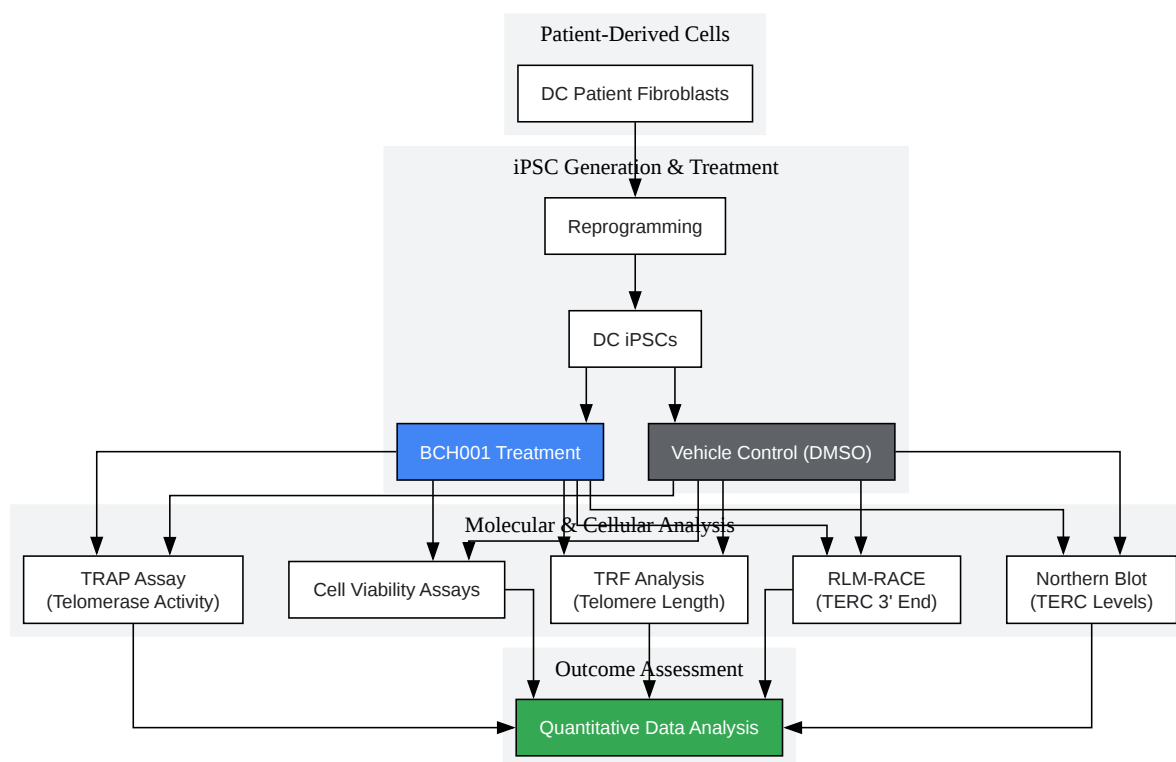 Patient-Derived Cells
DC Patient Fibroblasts
iPSC Generation & Treatment
Reprogramming
DC iPSCs
BCH001 Treatment
Vehicle Control (DMSO)
Molecular & Cellular Analysis
TRAP Assay
(Telomerase Activity)
Cell Viability Assays
TRF Analysis
(Telomere Length)
RLM-RACE
(TERC 3' End)
Northern Blot
(TERC Levels)
Outcome Assessment
Quantitative Data Analysis